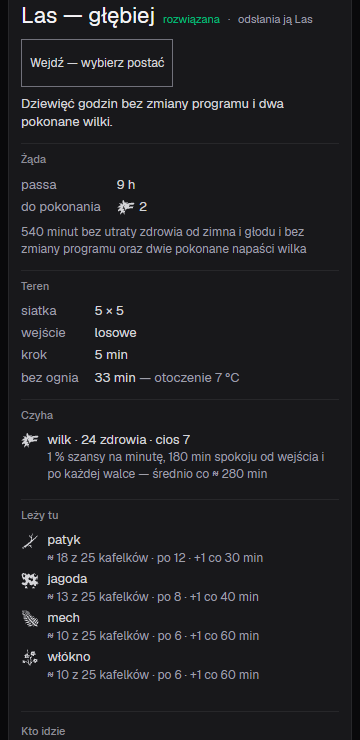 Las — głębiej rozwiązana · odsłania ją Las
Wejdź — wybierz postać
Dziewięć godzin bez zmiany programu i dwa
pokonane wilki.
Żąda
passa 9 h
do pokonania 2
540 minut bez utraty zdrowia od zimna i głodu i bez
zmiany programu oraz dwie pokonane napaści wilka
Teren
siatka 5 × 5
wejście losowe
krok 5 min
bez ognia 33 min — otoczenie 7 °C
Czyha
wilk · 24 zdrowia · cios 7
1 % szansy na minutę, 180 min spokoju od wejścia i
po każdej walce — średnio co ≈ 280 min
Leży tu
patyk
≈ 18 z 25 kafelków · po 12 · +1 co 30 min
jagoda
≈ 13 z 25 kafelków · po 8 · +1 co 40 min
mech
≈ 10 z 25 kafelków · po 6 · +1 co 60 min
włókno
≈ 10 z 25 kafelków · po 6 · +1 co 60 min
Kto idzie